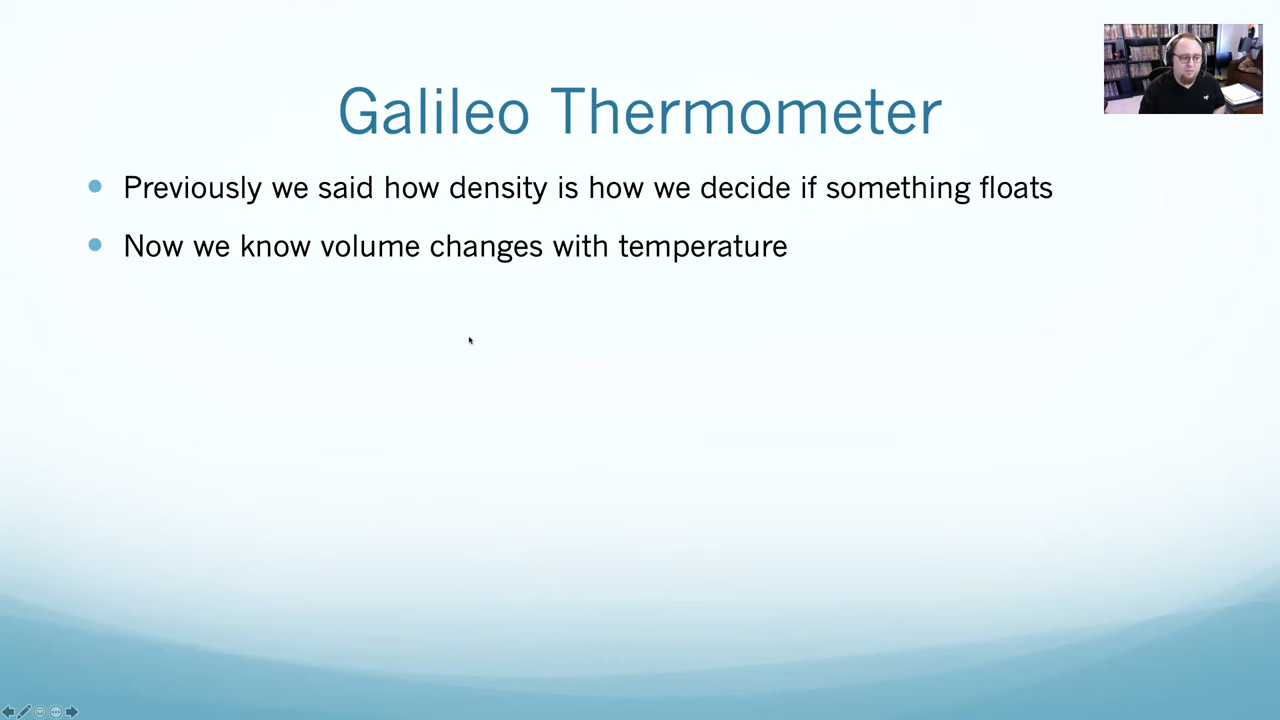 Galileo Thermometer
Previously we said how density is how we decide if something floats
Now we know volume changes with temperature